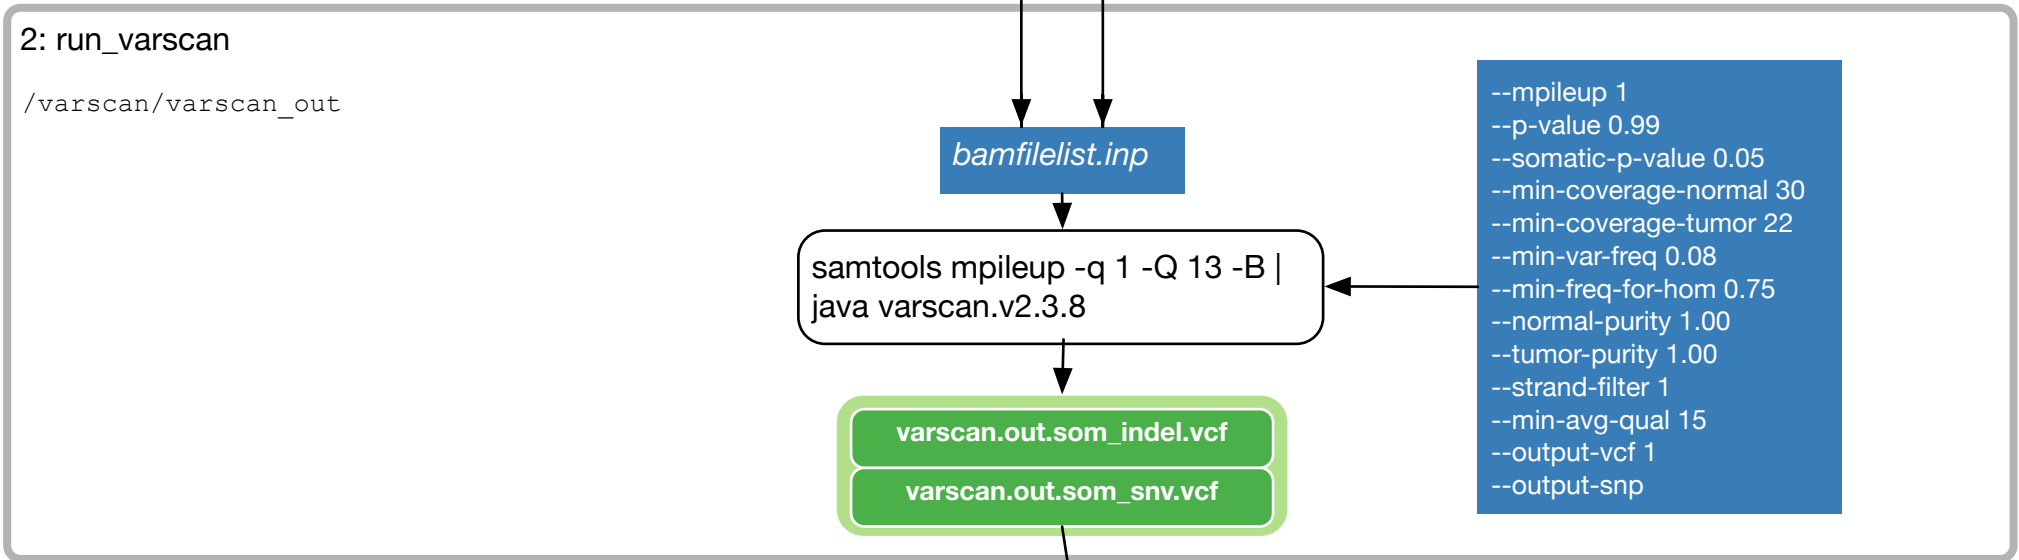 2: run_varscan
/varscan/varscan_out
bamfilelist.inp
samtools mpileup -q 1 -Q 13 -B |
java varscan.v2.3.8
varscan.out.som_indel.vcf
varscan.out.som_snv.vcf
--mpileup 1
--p-value 0.99
--somatic-p-value 0.05
--min-coverage-normal 30
--min-coverage-tumor 22
--min-var-freq 0.08
--min-freq-for-hom 0.75
--normal-purity 1.00
--tumor-purity 1.00
--strand-filter 1
--min-avg-qual 15
--output-vcf 1
--output-snp